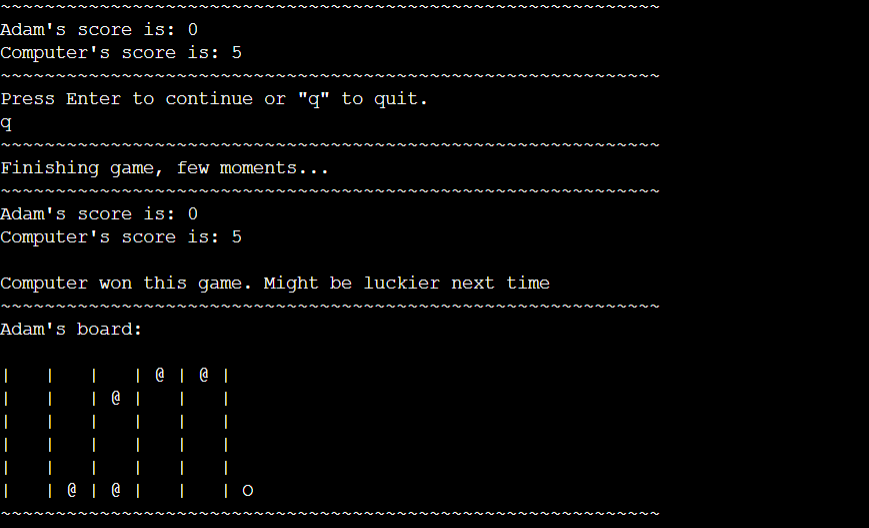 ~~~~~~~~~~~~~~~~~~~~~~~~~~~~~~~~~~~~~~~~~~~~~~~~~~~~~~~~~~~~
Adam's score is: 0
Computer's score is: 5
~~~~~~~~~~~~~~~~~~~~~~~~~~~~~~~~~~~~~~~~~~~~~~~~~~~~~~~~~~~~
Press Enter to continue or "q" to quit.
q
~~~~~~~~~~~~~~~~~~~~~~~~~~~~~~~~~~~~~~~~~~~~~~~~~~~~~~~~~~~~
Finishing game, few moments...
~~~~~~~~~~~~~~~~~~~~~~~~~~~~~~~~~~~~~~~~~~~~~~~~~~~~~~~~~~~~
Adam's score is: 0
Computer's score is: 5
Computer won this game. Might be luckier next time
~~~~~~~~~~~~~~~~~~~~~~~~~~~~~~~~~~~~~~~~~~~~~~~~~~~~~~~~~~~~
Adam's board:
|   |   |   | @ | @ |
|   |   | @ |   |   |
|   |   |   |   |   |
|   |   |   |   |   |
|   |   |   |   |   |
|   | @ | @ |   |   | O
~~~~~~~~~~~~~~~~~~~~~~~~~~~~~~~~~~~~~~~~~~~~~~~~~~~~~~~~~~~~